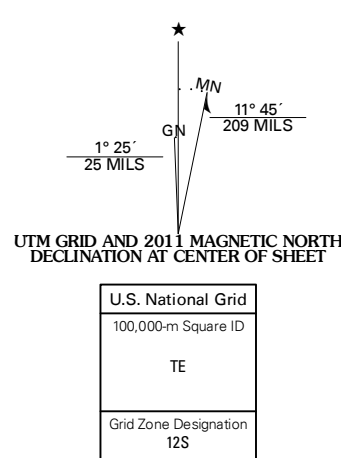 ★
MN
11° 45´
209 MILS
GN
1° 25´
25 MILS
UTM GRID AND 2011 MAGNETIC NORTH
DECLINATION AT CENTER OF SHEET
U.S. National Grid
100,000-m Square ID
TE
Grid Zone Designation
12S